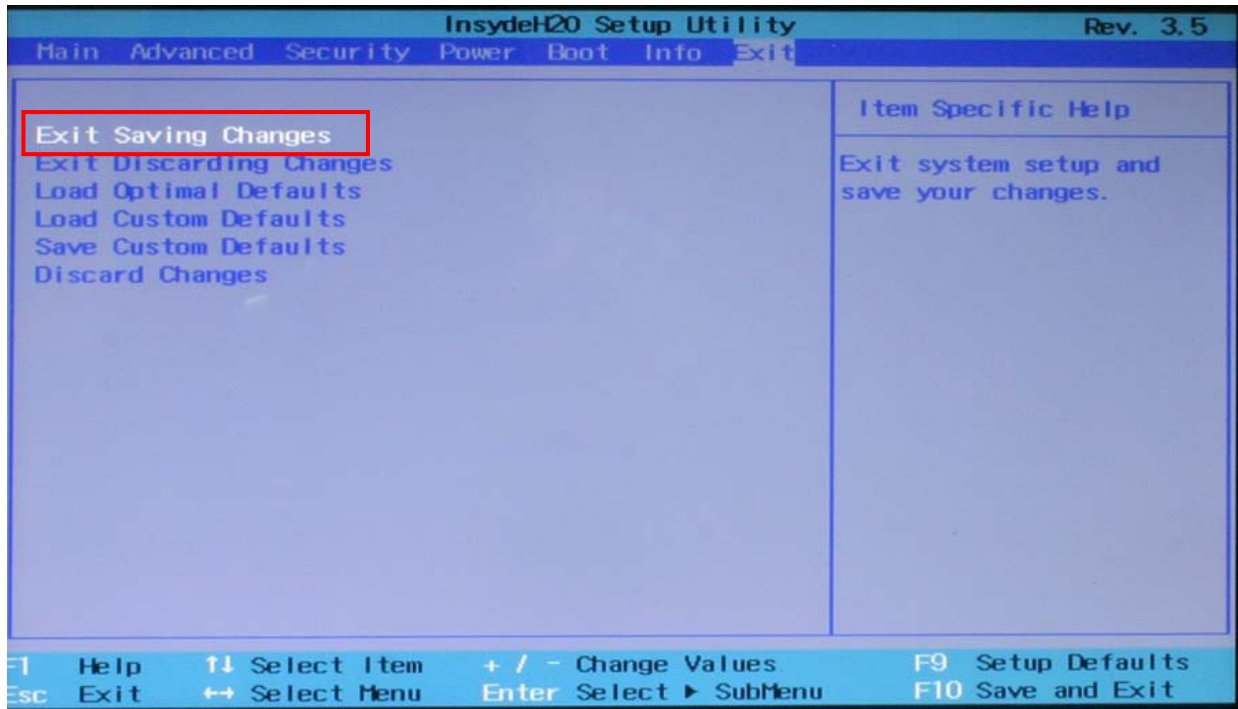 InsydeH2O Setup Utility Rev. 3.5
Main Advanced Security Power Boot Info Exit
Item Specific Help
Exit Saving Changes
Exit Discarding Changes
Load Optimal Defaults
Load Custom Defaults
Save Custom Defaults
Discard Changes
Exit system setup and
save your changes.
F1 Help ↑↓ Select Item + / - Change Values F9 Setup Defaults
Esc Exit ↔ Select Menu Enter Select ▶ SubMenu F10 Save and Exit